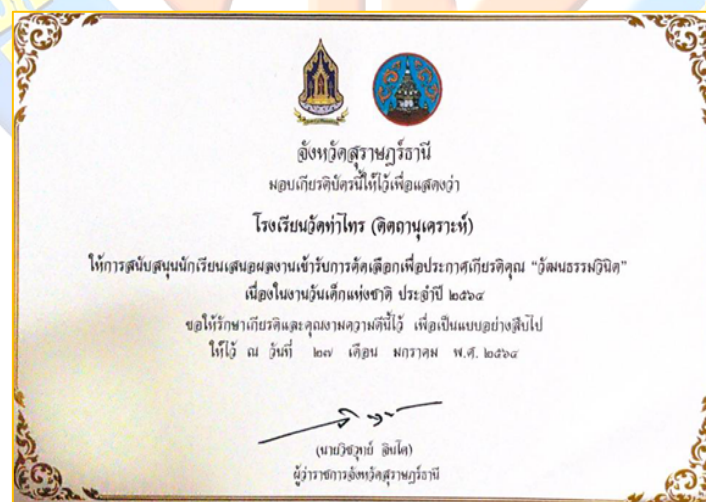 จังหวัดสุราษฎร์ธานี
มอบเกียรติบัตรนี้ให้ไว้เพื่อแสดงว่า
โรงเรียนวัดท่าไทร (ดิตถานุเคราะห์)
ให้การสนับสนุนนักเรียนเสนอผลงานเข้ารับการคัดเลือกเพื่อประกาศเกียรติคุณ “วัฒนธรรมวินิต”
เนื่องในงานวันเด็กแห่งชาติ ประจำปี ๒๕๖๔
ขอให้รักษาเกียรติและคุณงามความดีนี้ไว้ เพื่อเป็นแบบอย่างสืบไป
ให้ไว้ ณ วันที่ ๒๗ เดือน มกราคม พ.ศ. ๒๕๖๔
(นายวิชวุทย์ จินโต)
ผู้ว่าราชการจังหวัดสุราษฎร์ธานี